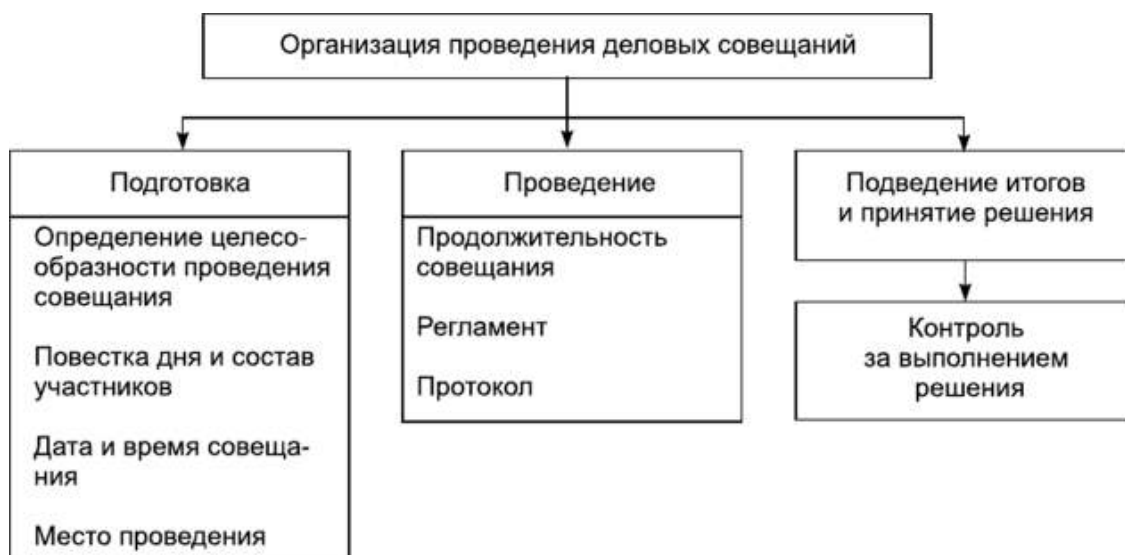 Организация проведения деловых совещаний
Подготовка
Определение целесо-
образности проведения
совещания
Повестка дня и состав
участников
Дата и время совеща-
ния
Место проведения
Проведение
Продолжительность
совещания
Регламент
Протокол
Подведение итогов
и принятие решения
Контроль
за выполнением
решения